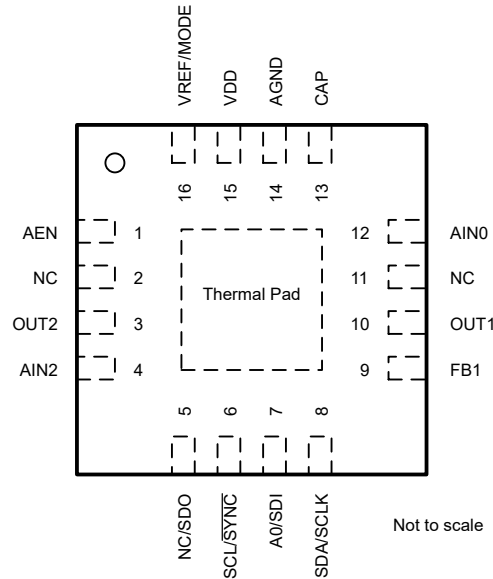 VREF/MODE
VDD
AGND
CAP
16
15
14
13
AEN 1
12 AIN0
NC 2
11 NC
Thermal Pad
OUT2 3
10 OUT1
AIN2 4
9 FB1
5
6
7
8
NC/SDO
SCL/SYNC
A0/SDI
SDA/SCLK
Not to scale